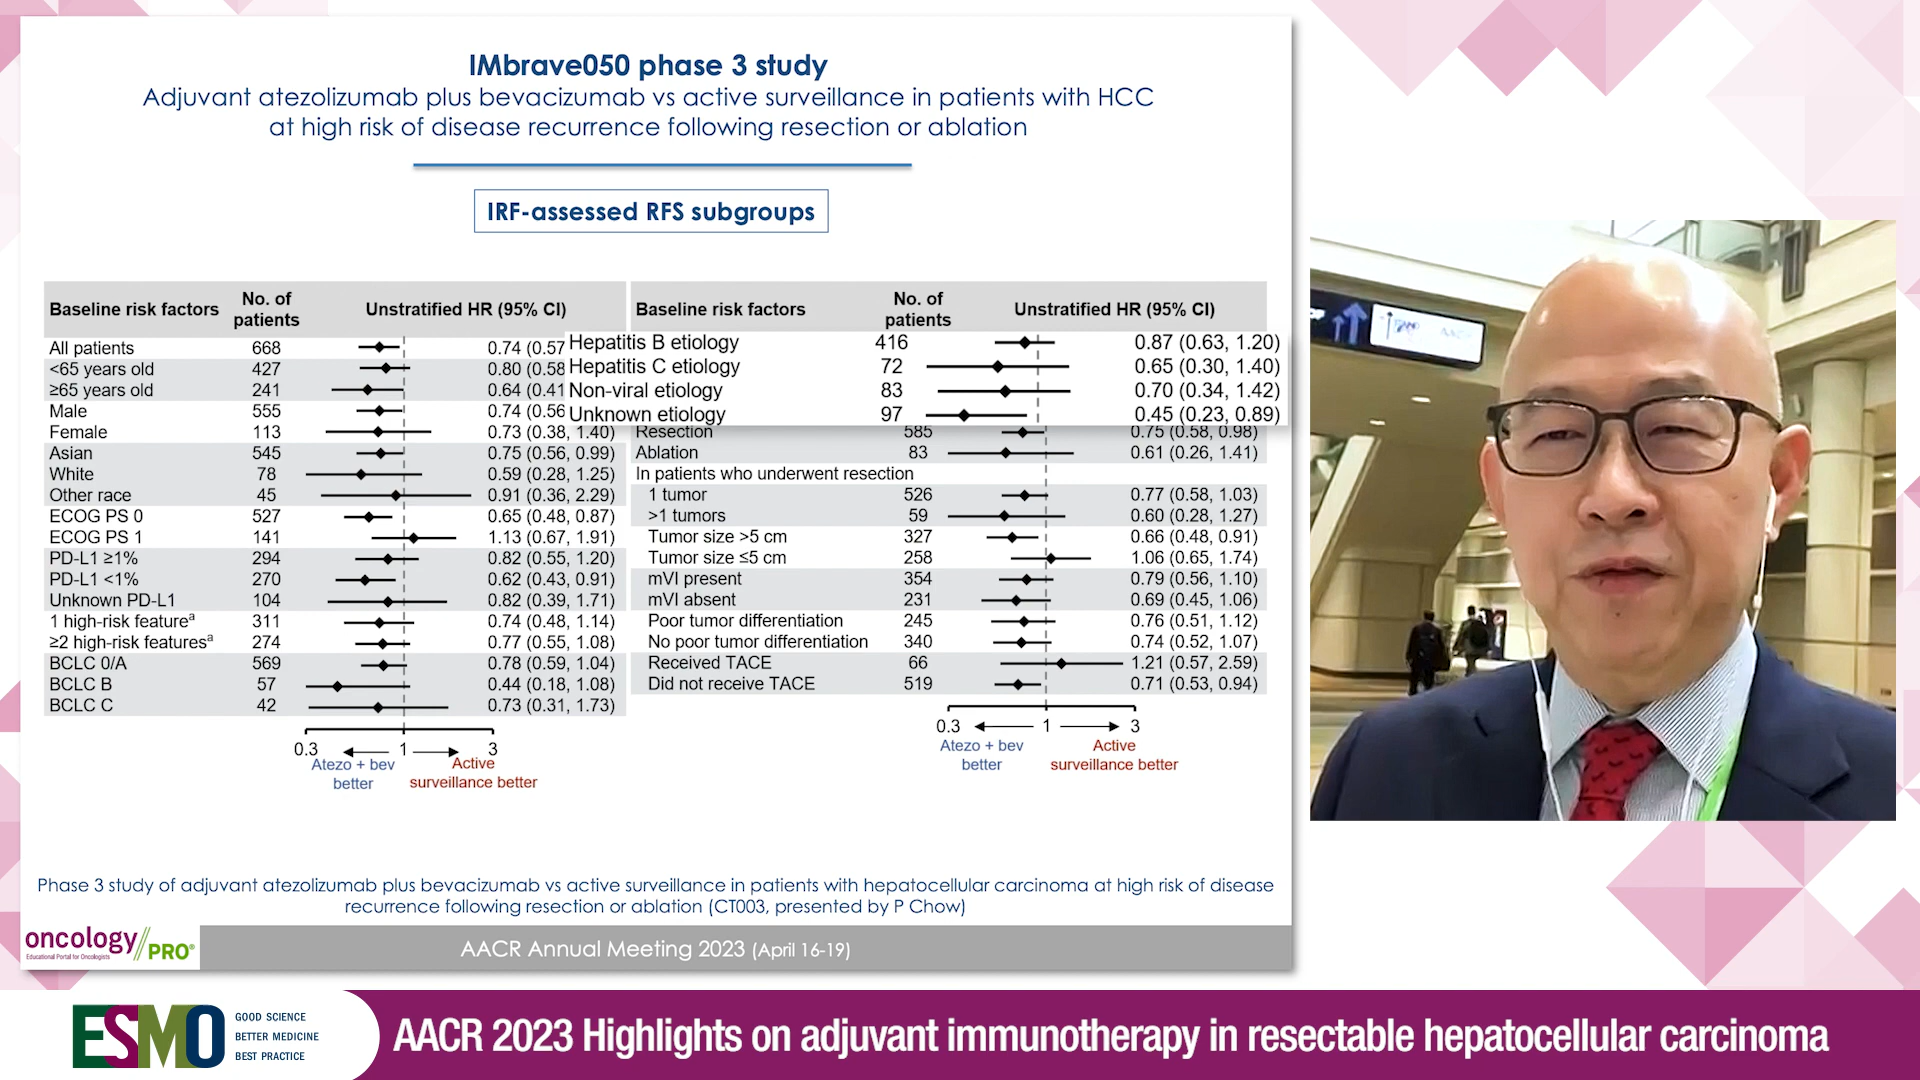 IMbrave050 phase 3 study
Adjuvant atezolizumab plus bevacizumab vs active surveillance in patients with HCC
at high risk of disease recurrence following resection or ablation
IRF-assessed RFS subgroups
Baseline risk factors No. of patients Unstratified HR (95% CI)
All patients 668 0.74 (0.57
<65 years old 427 0.80 (0.58
≥65 years old 241 0.64 (0.41
Male 555 0.74 (0.56
Female 113 0.73 (0.38, 1.40)
Asian 545 0.75 (0.56, 0.99)
White 78 0.59 (0.28, 1.25)
Other race 45 0.91 (0.36, 2.29)
ECOG PS 0 527 0.65 (0.48, 0.87)
ECOG PS 1 141 1.13 (0.67, 1.91)
PD-L1 ≥1% 294 0.82 (0.55, 1.20)
PD-L1 <1% 270 0.62 (0.43, 0.91)
Unknown PD-L1 104 0.82 (0.39, 1.71)
1 high-risk featureᵃ 311 0.74 (0.48, 1.14)
≥2 high-risk featuresᵃ 274 0.77 (0.55, 1.08)
BCLC 0/A 569 0.78 (0.59, 1.04)
BCLC B 57 0.44 (0.18, 1.08)
BCLC C 42 0.73 (0.31, 1.73)
0.3 1 3
Atezo + bev better Active surveillance better
Baseline risk factors No. of patients Unstratified HR (95% CI)
Hepatitis B etiology 416 0.87 (0.63, 1.20)
Hepatitis C etiology 72 0.65 (0.30, 1.40)
Non-viral etiology 83 0.70 (0.34, 1.42)
Unknown etiology 97 0.45 (0.23, 0.89)
Resection 585 0.75 (0.58, 0.98)
Ablation 83 0.61 (0.26, 1.41)
In patients who underwent resection
1 tumor 526 0.77 (0.58, 1.03)
>1 tumors 59 0.60 (0.28, 1.27)
Tumor size >5 cm 327 0.66 (0.48, 0.91)
Tumor size ≤5 cm 258 1.06 (0.65, 1.74)
mVI present 354 0.79 (0.56, 1.10)
mVI absent 231 0.69 (0.45, 1.06)
Poor tumor differentiation 245 0.76 (0.51, 1.12)
No poor tumor differentiation 340 0.74 (0.52, 1.07)
Received TACE 66 1.21 (0.57, 2.59)
Did not receive TACE 519 0.71 (0.53, 0.94)
0.3 1 3
Atezo + bev better Active surveillance better
Phase 3 study of adjuvant atezolizumab plus bevacizumab vs active surveillance in patients with hepatocellular carcinoma at high risk of disease
recurrence following resection or ablation (CT003, presented by P Chow)
oncology//PRO®
Educational Portal for Oncologists
AACR Annual Meeting 2023 (April 16-19)
ESMO
GOOD SCIENCE
BETTER MEDICINE
BEST PRACTICE
AACR 2023 Highlights on adjuvant immunotherapy in resectable hepatocellular carcinoma